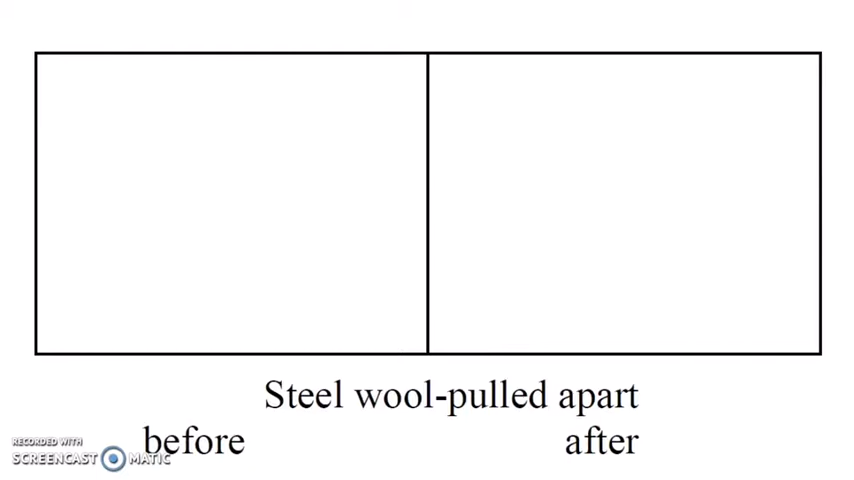 Steel wool-pulled apart
before after
RECORDED WITH
SCREENCAST MATIC